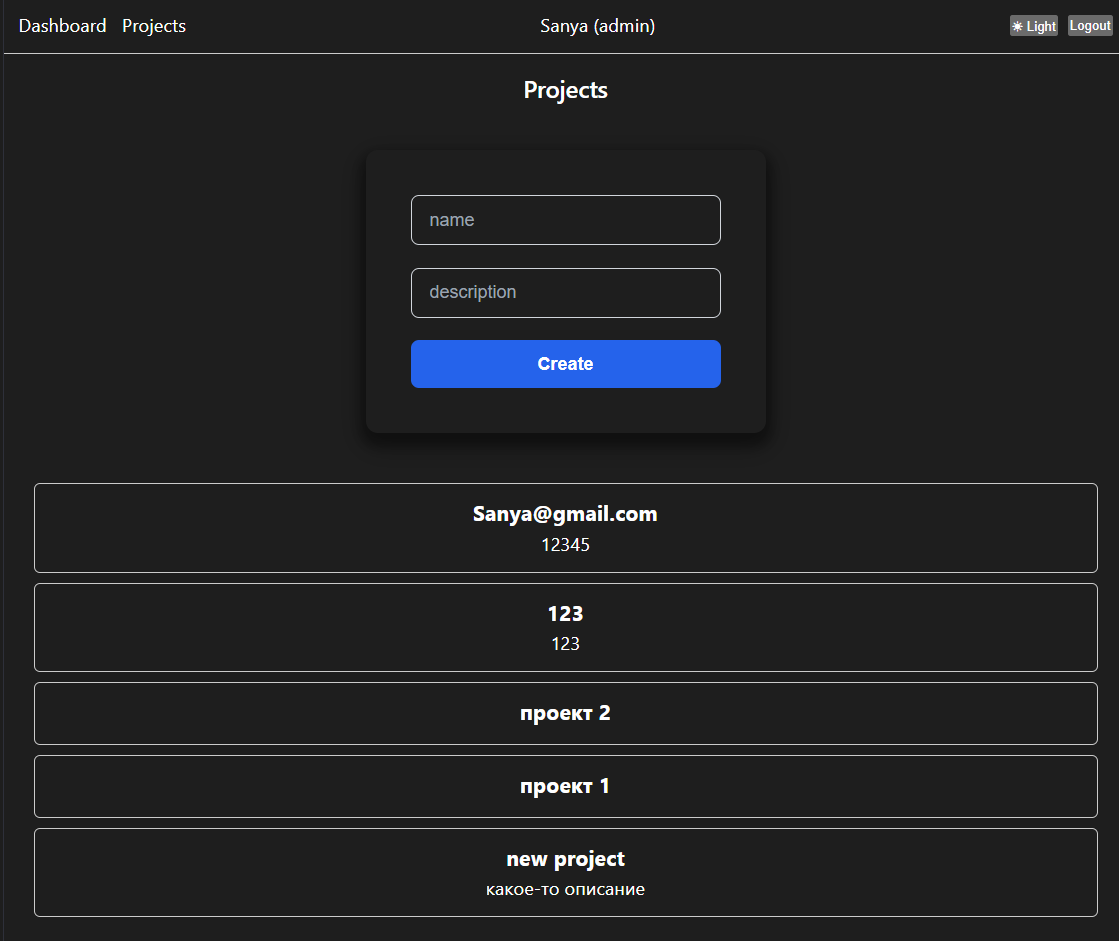 Dashboard Projects Sanya (admin) ☀ Light Logout
Projects
name
description
Create
Sanya@gmail.com
12345
123
123
проект 2
проект 1
new project
какое-то описание